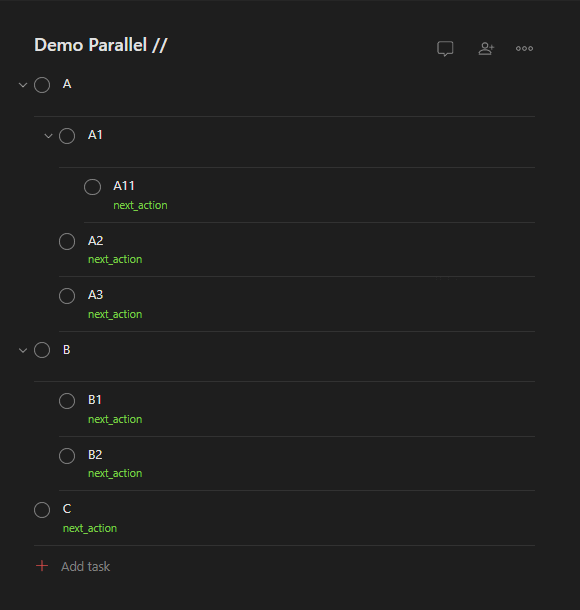 Demo Parallel //
A
A1
A11
next_action
A2
next_action
A3
next_action
B
B1
next_action
B2
next_action
C
next_action
Add task